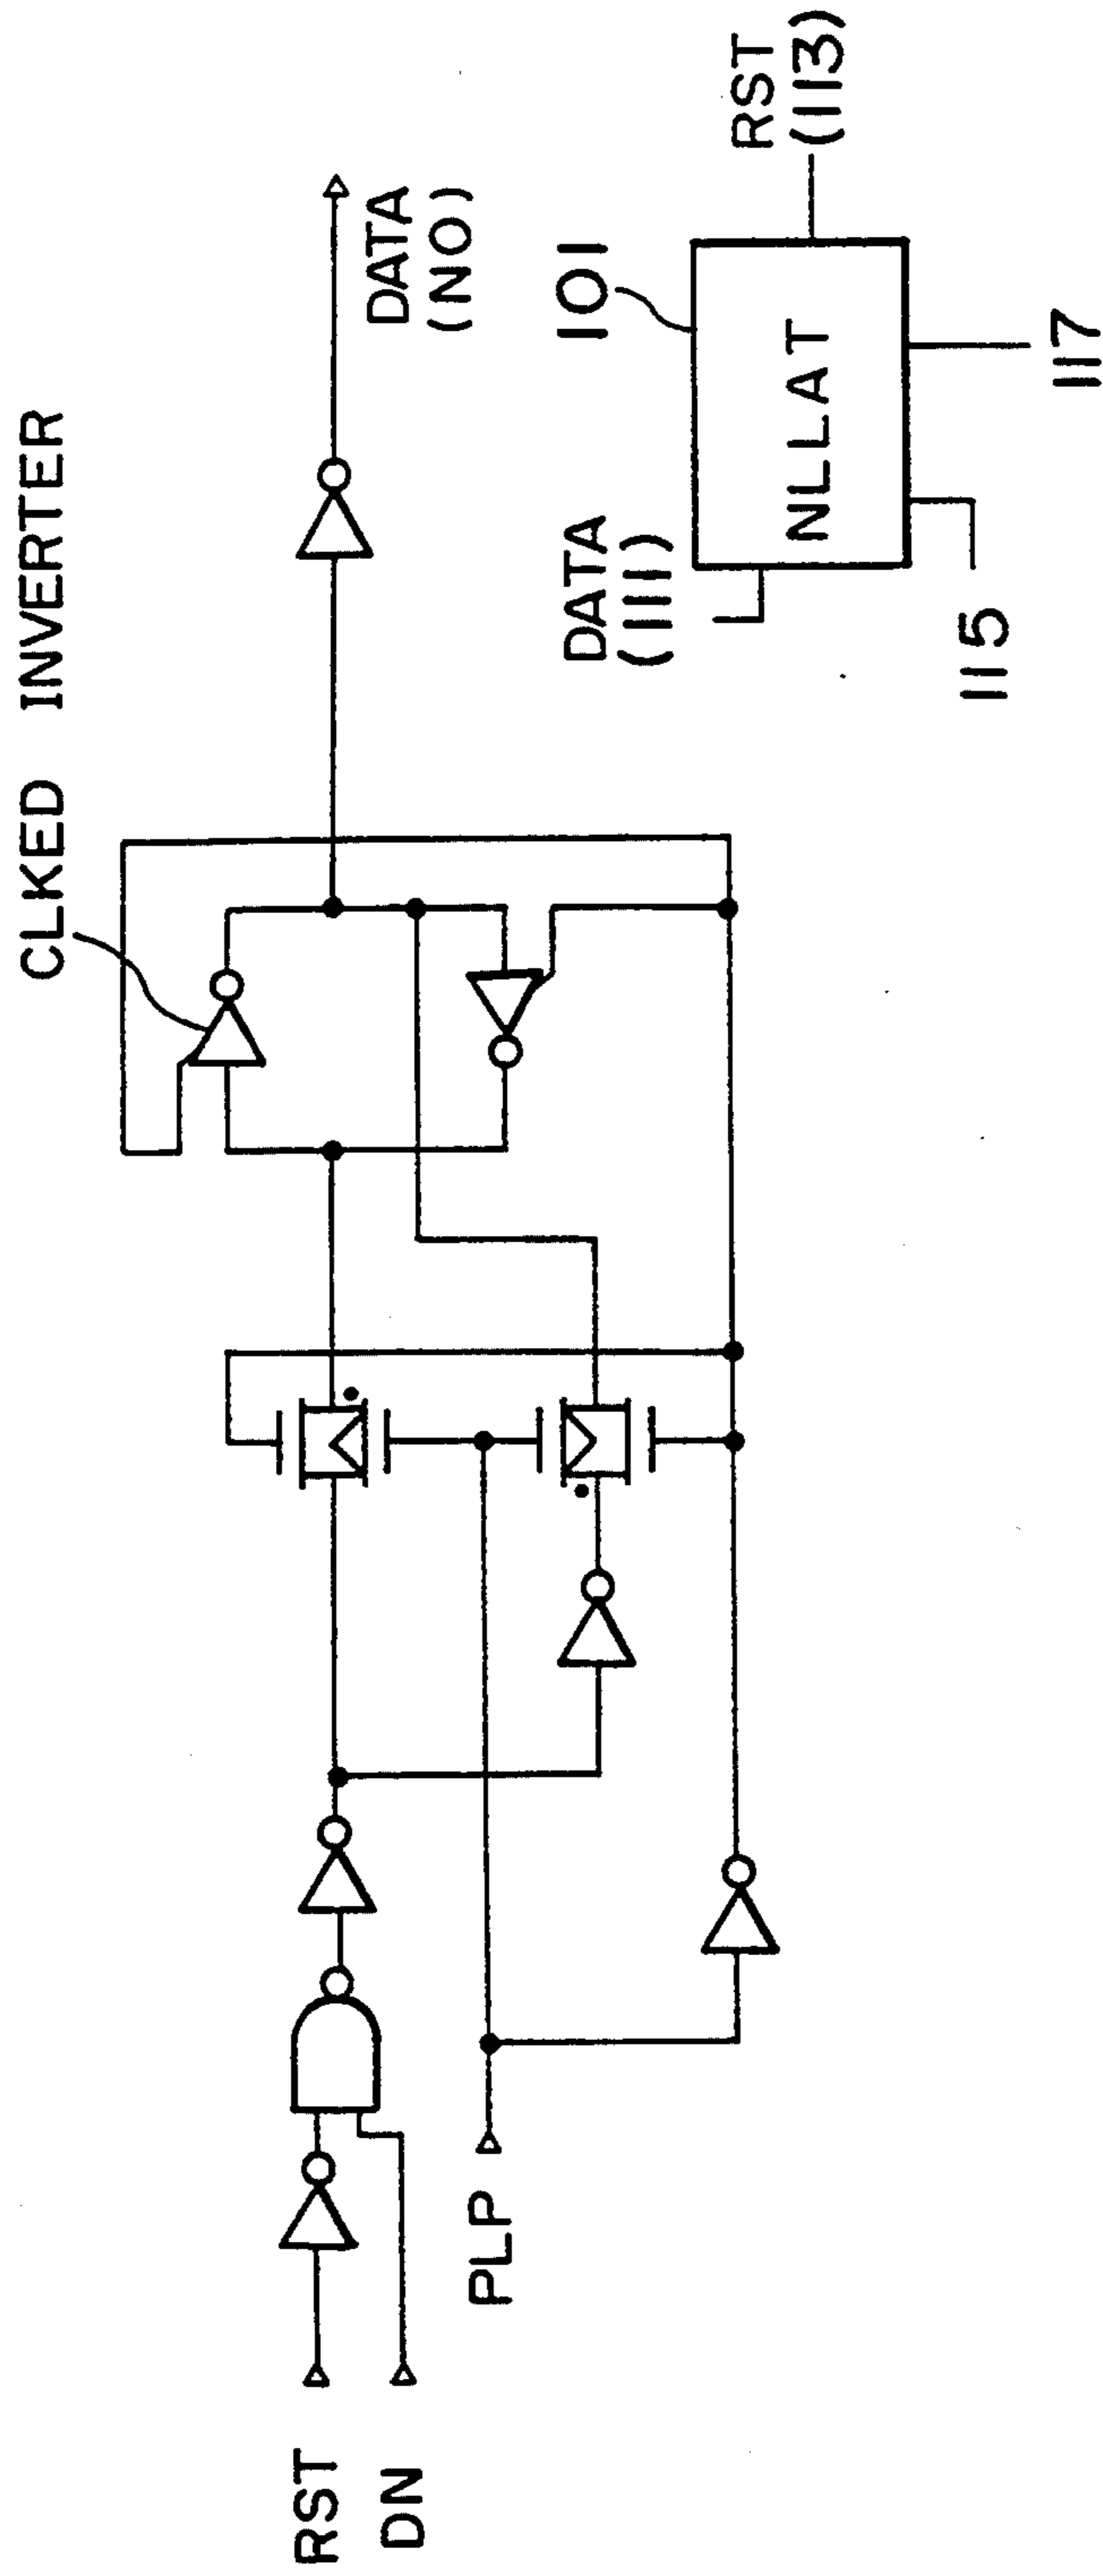 CLKED INVERTER
DATA
(NO)
RST
DN
PLP
101
DATA
(111)
NLLAT
RST
(113)
115
117